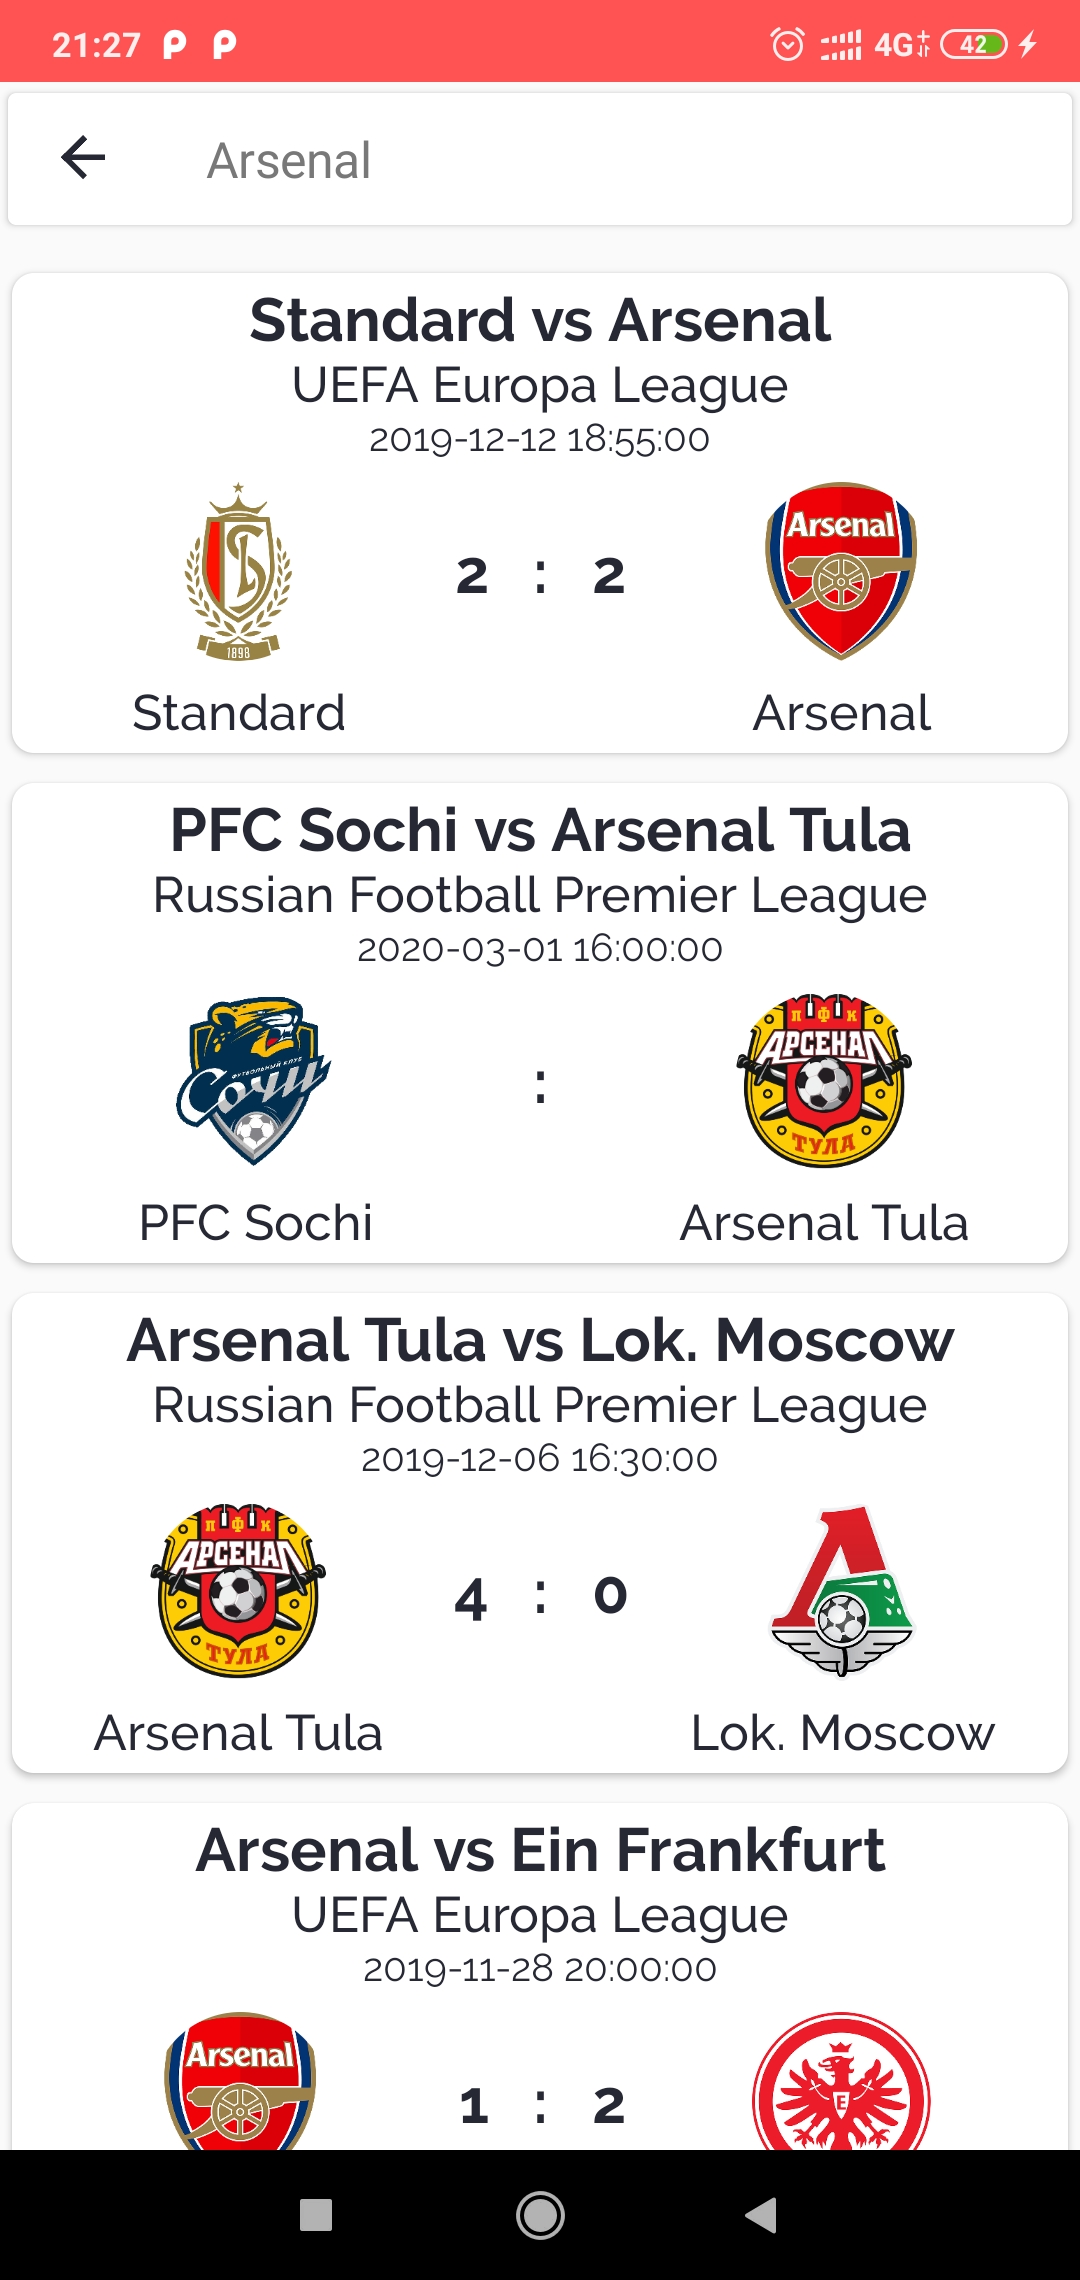 21:27
4G
42
Arsenal
Standard vs Arsenal
UEFA Europa League
2019-12-12 18:55:00
Arsenal
2 : 2
1898
Standard
Arsenal
PFC Sochi vs Arsenal Tula
Russian Football Premier League
2020-03-01 16:00:00
П Ф К
АРСЕНАЛ
ФУТБОЛЬНЫЙ КЛУБ
Сочи
:
ТУЛА
PFC Sochi
Arsenal Tula
Arsenal Tula vs Lok. Moscow
Russian Football Premier League
2019-12-06 16:30:00
П Ф К
АРСЕНАЛ
4 : 0
ТУЛА
Arsenal Tula
Lok. Moscow
Arsenal vs Ein Frankfurt
UEFA Europa League
2019-11-28 20:00:00
Arsenal
1 : 2
E